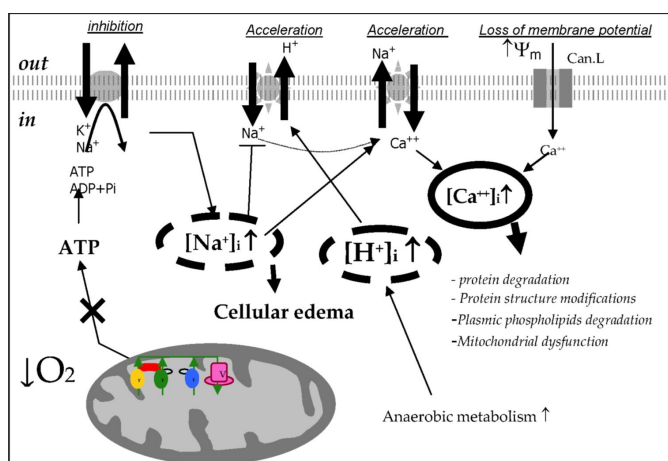 inhibition
Acceleration
Acceleration
Loss of membrane potential
H⁺
Na⁺
↑Ψm
Can.L
out
in
K⁺
Na⁺
Na⁺
Ca⁺⁺
Ca⁺⁺
ATP
ADP+Pi
[Ca⁺⁺]i↑
ATP
[Na⁺]i↑
[H⁺]i↑
Cellular edema
- protein degradation
- Protein structure modifications
-Plasmic phospholipids degradation
-Mitochondrial dysfunction
↓O2
V
Anaerobic metabolism ↑